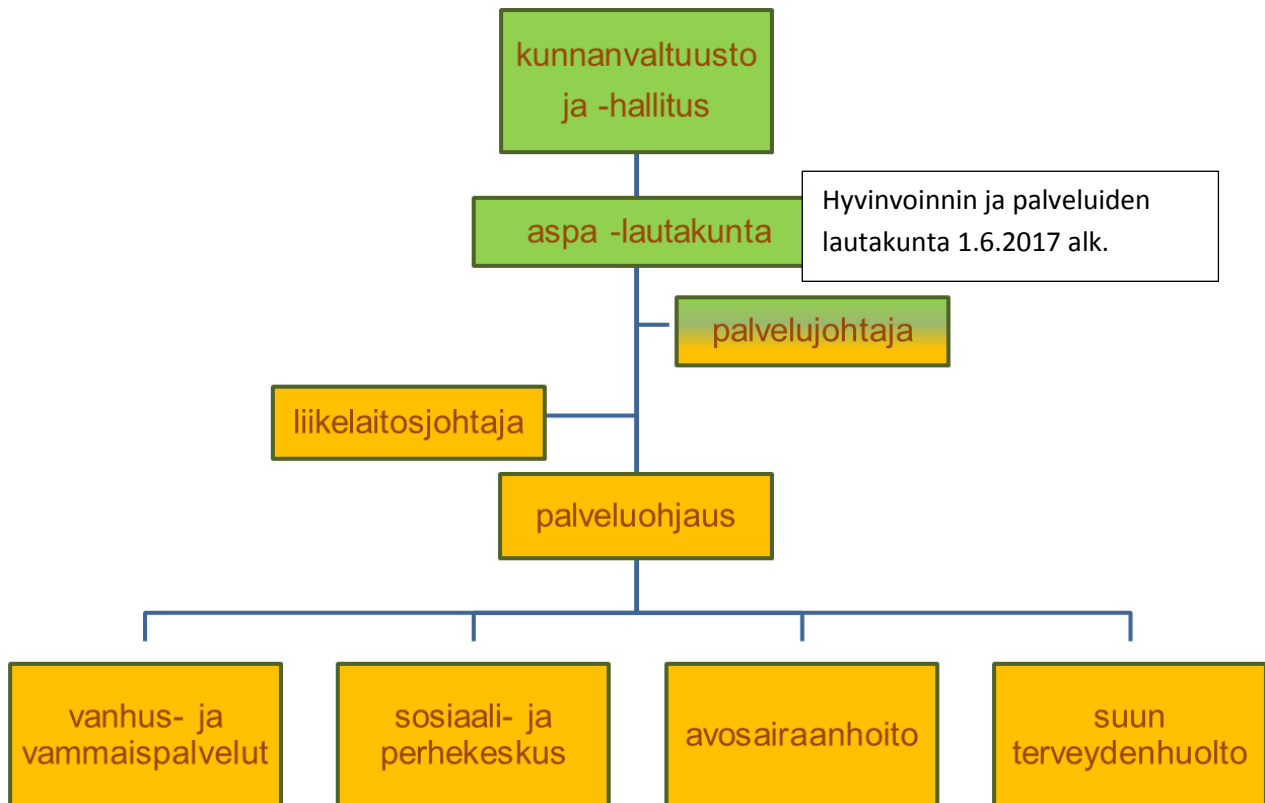 kunnanvaltuusto
ja -hallitus
aspa -lautakunta
Hyvinvoinnin ja palveluiden
lautakunta 1.6.2017 alk.
palvelujohtaja
liikelaitosjohtaja
palveluohjaus
vanhus- ja
vammaispalvelut
sosiaali- ja
perhekeskus
avosairaanhoito
suun
terveydenhuolto